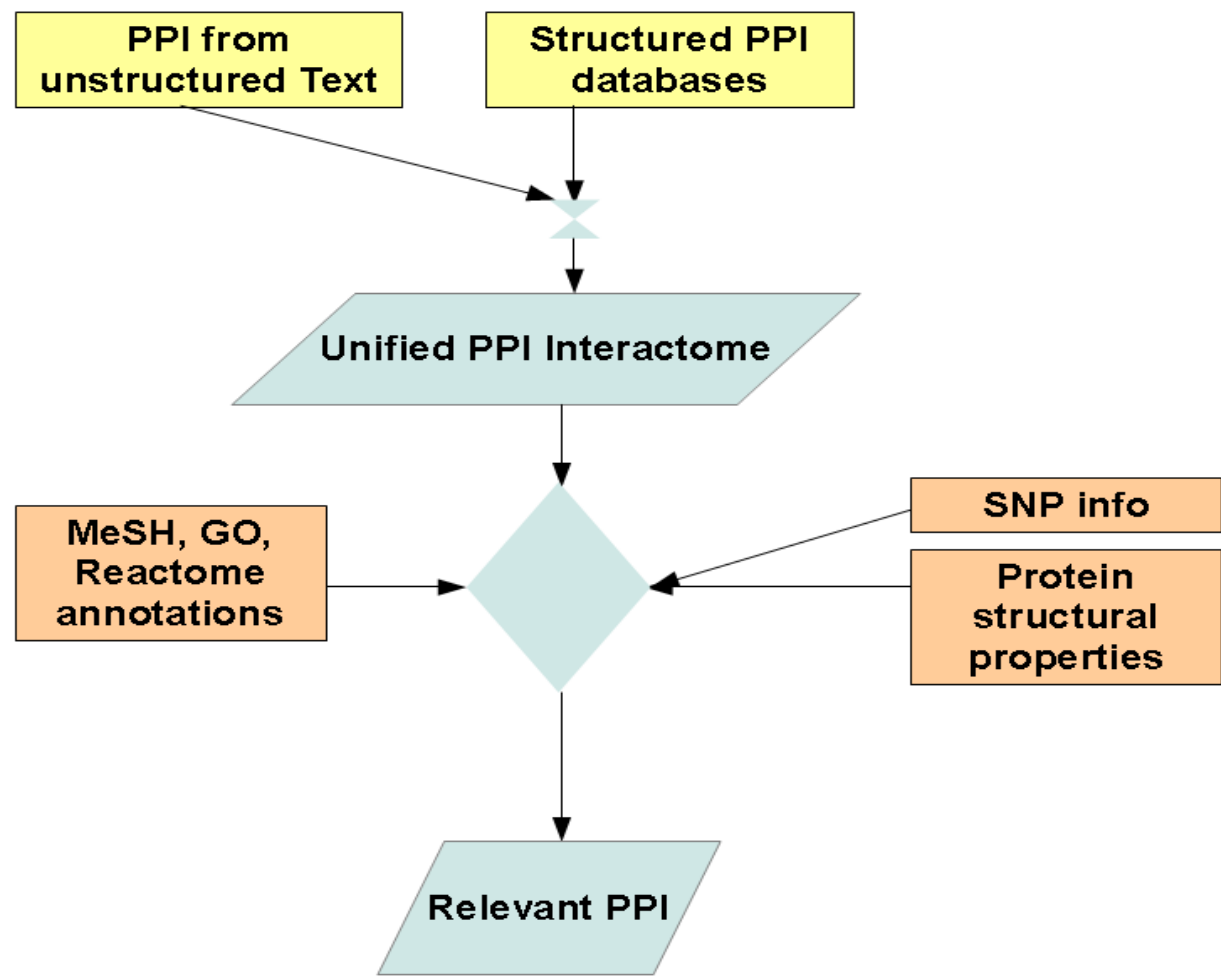 PPI from
unstructured Text
Structured PPI
databases
Unified PPI Interactome
MeSH, GO,
Reactome
annotations
SNP info
Protein
structural
properties
Relevant PPI